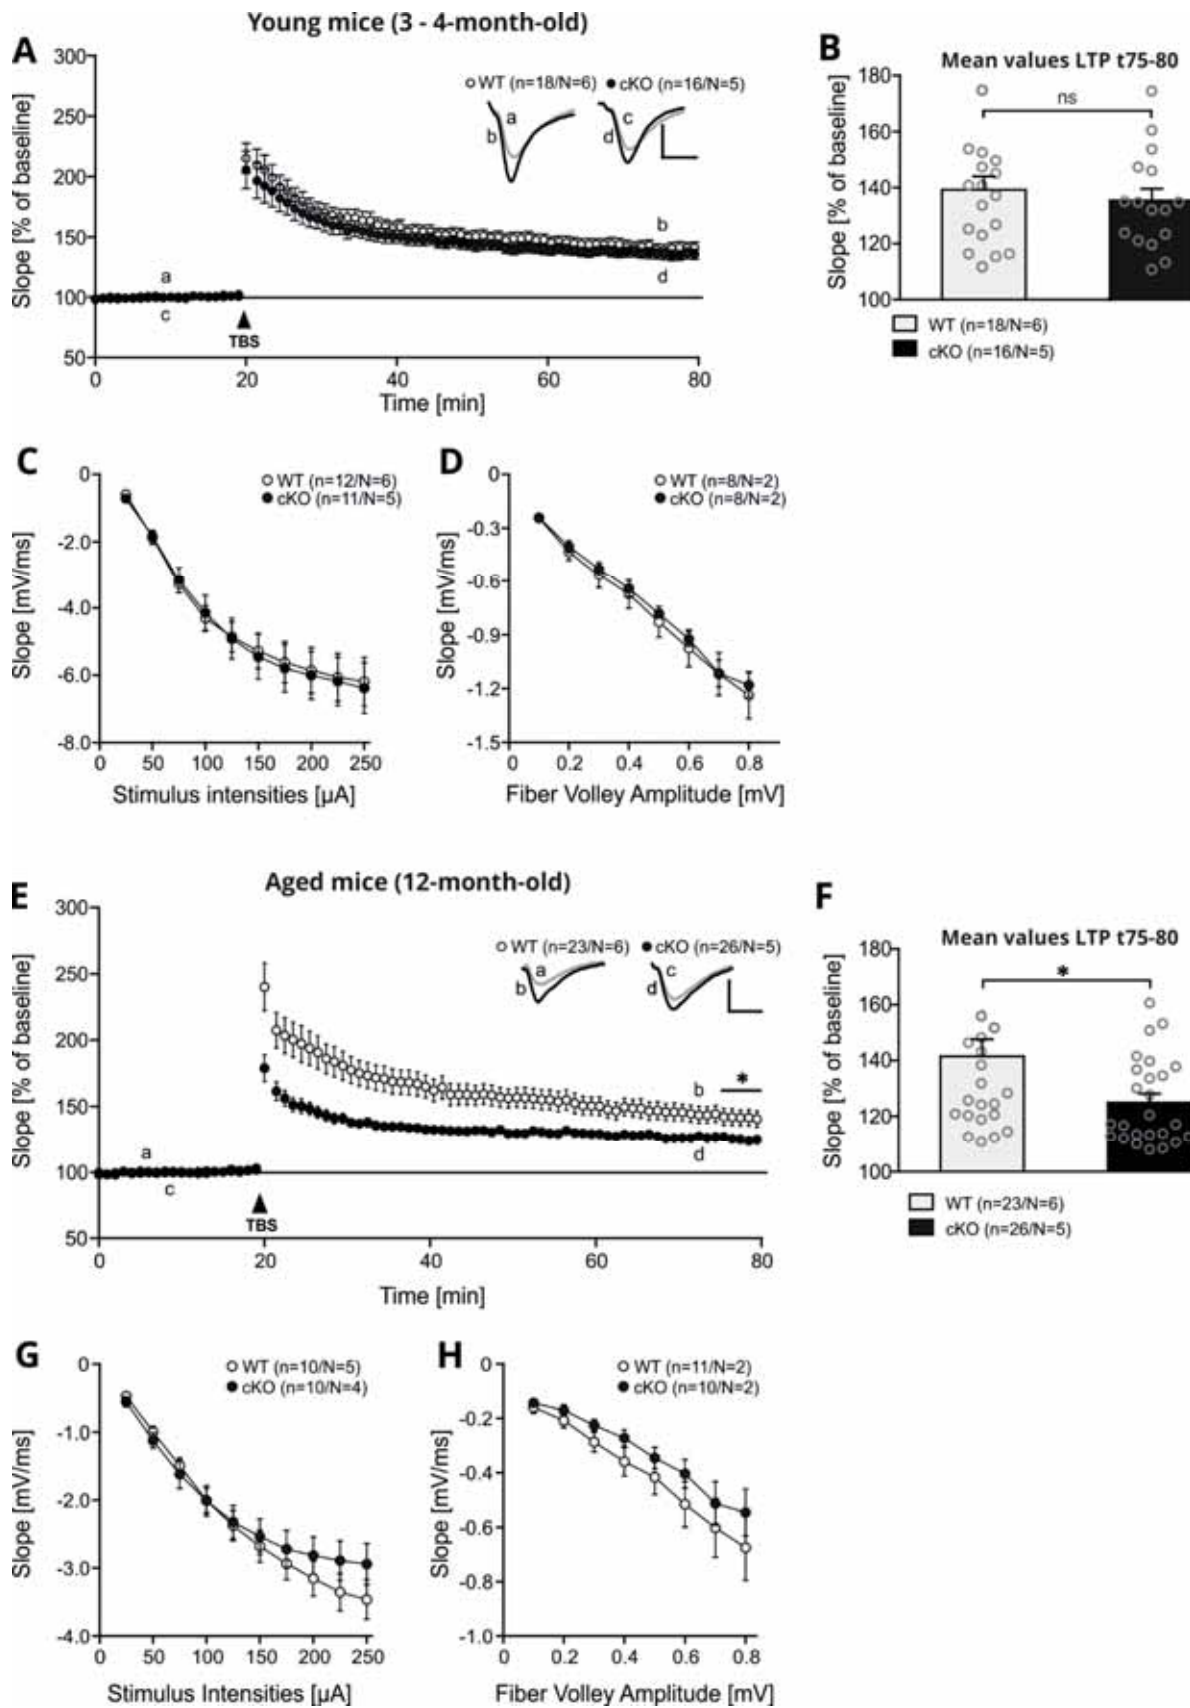 Young mice (3 - 4-month-old)
A
300
250
200
150
100
50
Slope [% of baseline]
WT (n=18/N=6)
cKO (n=16/N=5)
a
b
c
d
b
d
a
c
TBS
0
20
40
60
80
Time [min]
B
Mean values LTP t75-80
180
160
140
120
100
Slope [% of baseline]
ns
WT (n=18/N=6)
cKO (n=16/N=5)
C
0
-2.0
-4.0
-6.0
-8.0
Slope [mV/ms]
WT (n=12/N=6)
cKO (n=11/N=5)
0
50
100
150
200
250
Stimulus intensities [µA]
D
0
-0.3
-0.6
-0.9
-1.2
-1.5
Slope [mV/ms]
WT (n=8/N=2)
cKO (n=8/N=2)
0
0.2
0.4
0.6
0.8
Fiber Volley Amplitude [mV]
Aged mice (12-month-old)
E
300
250
200
150
100
50
Slope [% of baseline]
WT (n=23/N=6)
cKO (n=26/N=5)
a
b
c
d
b
*
d
a
c
TBS
0
20
40
60
80
Time [min]
F
Mean values LTP t75-80
180
160
140
120
100
Slope [% of baseline]
*
WT (n=23/N=6)
cKO (n=26/N=5)
G
0
-1.0
-2.0
-3.0
-4.0
Slope [mV/ms]
WT (n=10/N=5)
cKO (n=10/N=4)
0
50
100
150
200
250
Stimulus Intensities [µA]
H
0
-0.2
-0.4
-0.6
-0.8
-1.0
Slope [mV/ms]
WT (n=11/N=2)
cKO (n=10/N=2)
0
0.2
0.4
0.6
0.8
Fiber Volley Amplitude [mV]